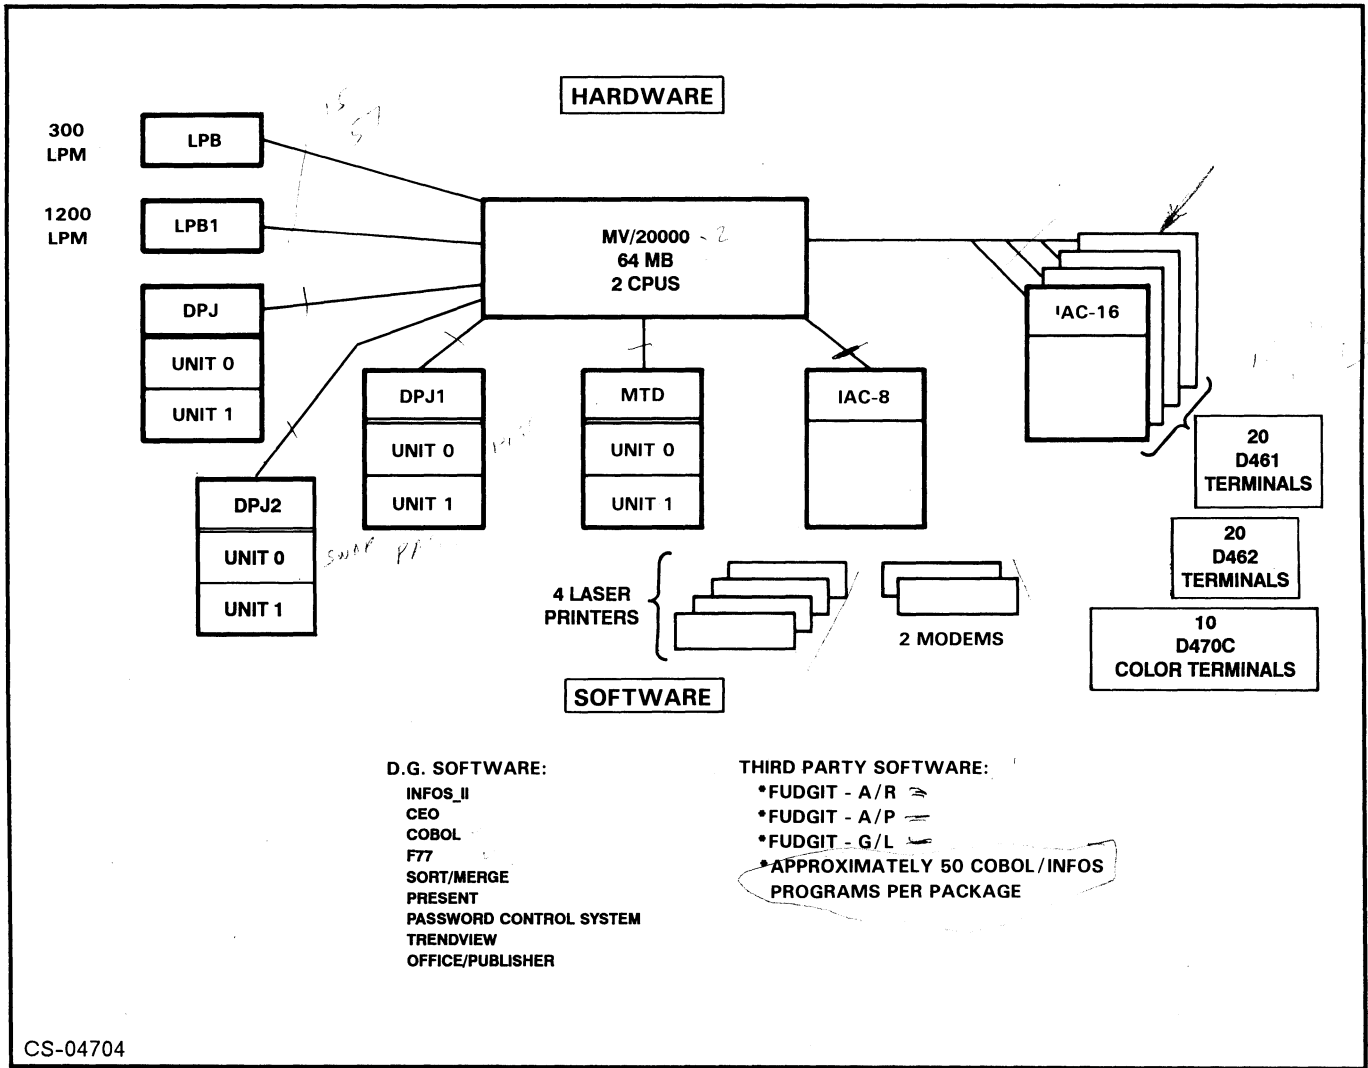 HARDWARE
300
LPM
LPB
1200
LPM
LPB1
MV/20000 - 2
64 MB
2 CPUS
DPJ
UNIT 0
UNIT 1
IAC-16
DPJ1
UNIT 0
UNIT 1
MTD
UNIT 0
UNIT 1
IAC-8
20
D461
TERMINALS
DPJ2
UNIT 0
UNIT 1
SWAP
20
D462
TERMINALS
4 LASER
PRINTERS
2 MODEMS
10
D470C
COLOR TERMINALS
SOFTWARE
D.G. SOFTWARE:
INFOS_II
CEO
COBOL
F77
SORT/MERGE
PRESENT
PASSWORD CONTROL SYSTEM
TRENDVIEW
OFFICE/PUBLISHER
THIRD PARTY SOFTWARE:
*FUDGIT - A/R
*FUDGIT - A/P
*FUDGIT - G/L
*APPROXIMATELY 50 COBOL/INFOS
PROGRAMS PER PACKAGE
CS-04704